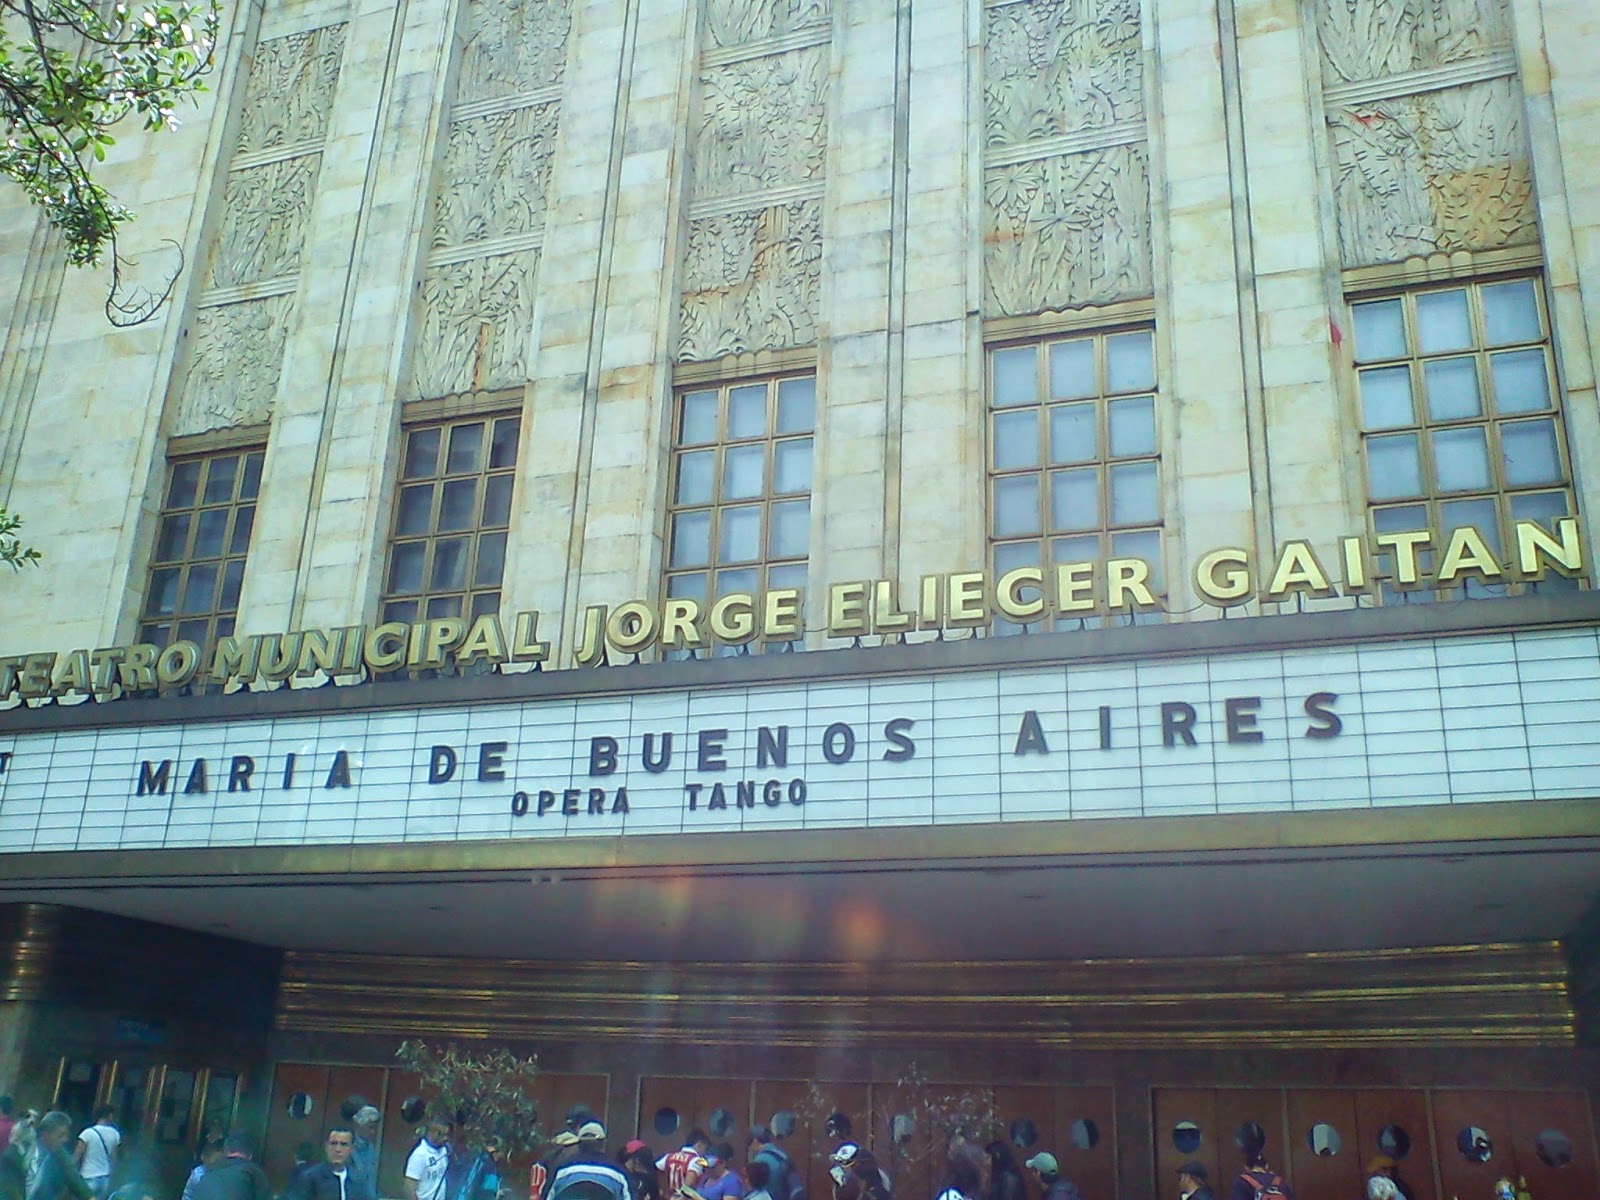 TEATRO MUNICIPAL JORGE ELIECER GAITAN
MARIA DE BUENOS AIRES
OPERA TANGO